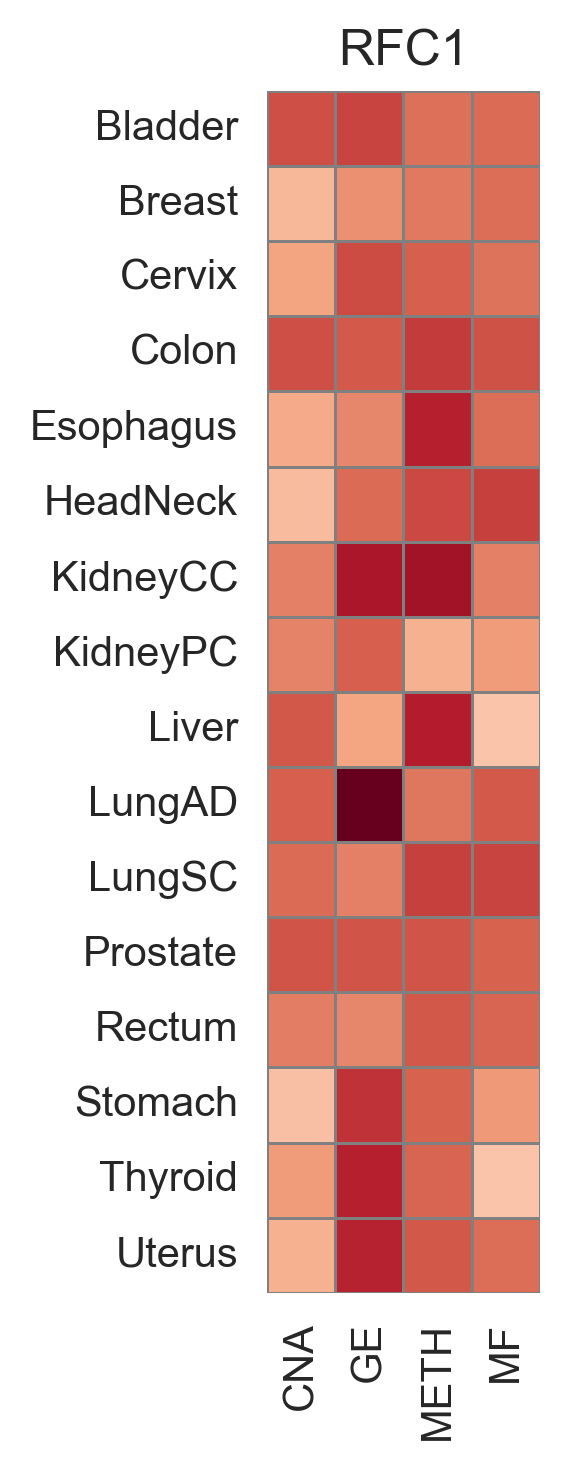 RFC1
Bladder
Breast
Cervix
Colon
Esophagus
HeadNeck
KidneyCC
KidneyPC
Liver
LungAD
LungSC
Prostate
Rectum
Stomach
Thyroid
Uterus
CNA
GE
METH
MF